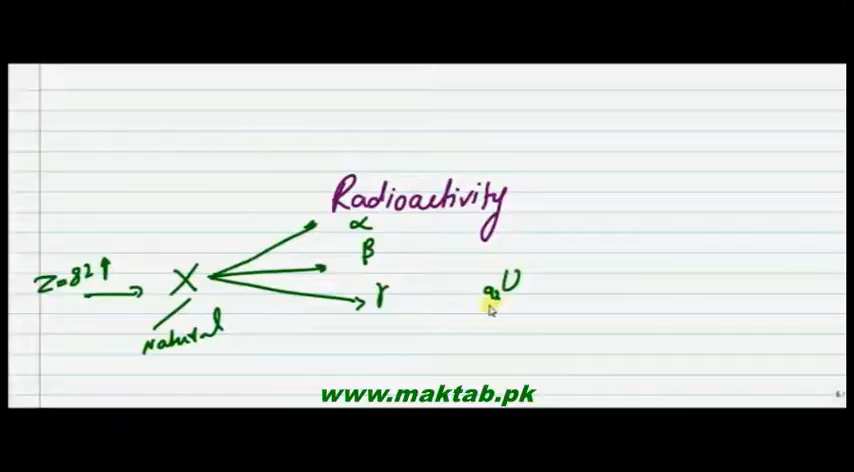 Radioactivity
α
β
Z=82↑ → X γ
Natural
₉₂U
www.maktab.pk